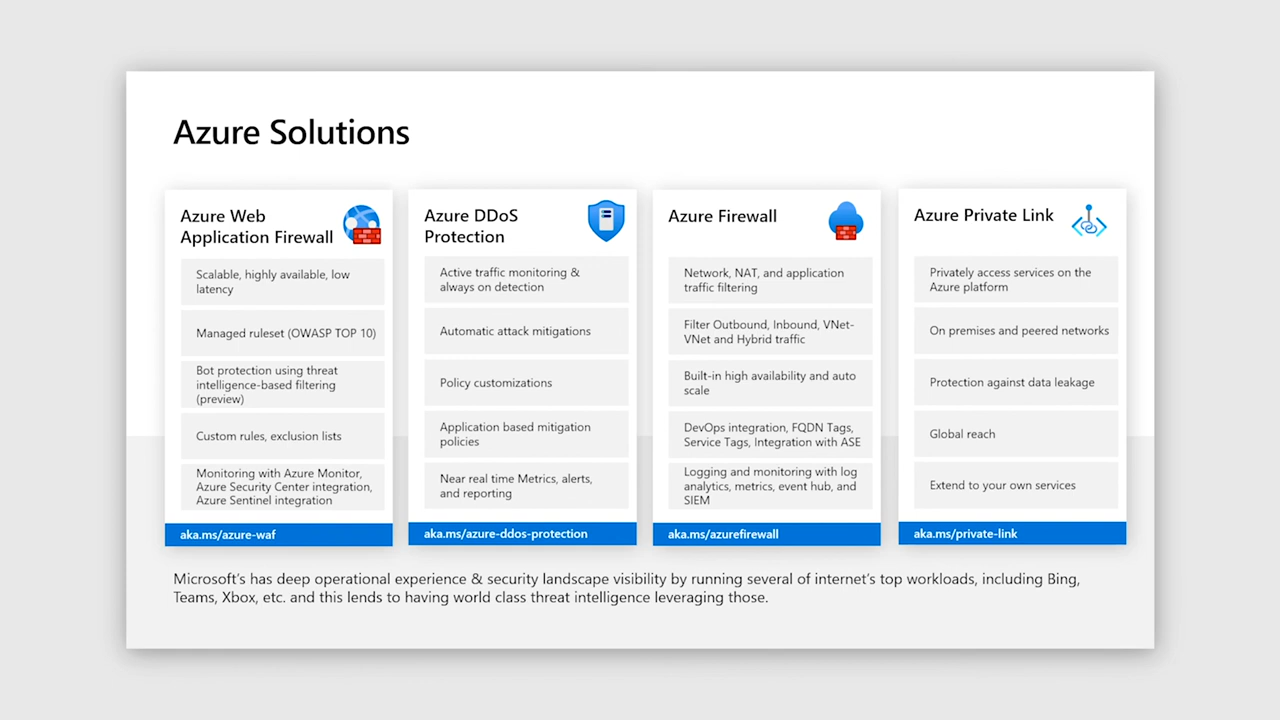 Azure Solutions
Azure Web
Application Firewall
Scalable, highly available, low
latency
Managed ruleset (OWASP TOP 10)
Bot protection using threat
intelligence-based filtering
(preview)
Custom rules, exclusion lists
Monitoring with Azure Monitor,
Azure Security Center integration,
Azure Sentinel integration
aka.ms/azure-waf
Azure DDoS
Protection
Active traffic monitoring &
always on detection
Automatic attack mitigations
Policy customizations
Application based mitigation
policies
Near real time Metrics, alerts,
and reporting
aka.ms/azure-ddos-protection
Azure Firewall
Network, NAT, and application
traffic filtering
Filter Outbound, Inbound, VNet-
VNet and Hybrid traffic
Built-in high availability and auto
scale
DevOps integration, FQDN Tags,
Service Tags, Integration with ASE
Logging and monitoring with log
analytics, metrics, event hub, and
SIEM
aka.ms/azurefirewall
Azure Private Link
Privately access services on the
Azure platform
On premises and peered networks
Protection against data leakage
Global reach
Extend to your own services
aka.ms/private-link
Microsoft's has deep operational experience & security landscape visibility by running several of internet's top workloads, including Bing,
Teams, Xbox, etc. and this lends to having world class threat intelligence leveraging those.